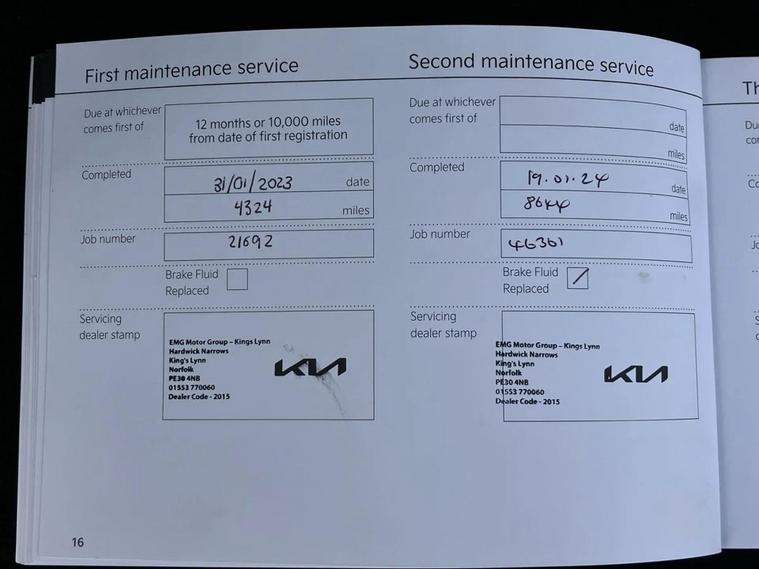 First maintenance service
Due at whichever
comes first of
12 months or 10,000 miles
from date of first registration
Completed
31/01/2023 date
4324 miles
Job number
21692
Brake Fluid
Replaced
Servicing
dealer stamp
EMG Motor Group – Kings Lynn
Hardwick Narrows
King's Lynn
Norfolk
PE30 4NB
01553 770060
Dealer Code - 2015
KIA
16
Second maintenance service
Due at whichever
comes first of
date
miles
Completed
19.01.24 date
8644 miles
Job number
46361
Brake Fluid
Replaced
Servicing
dealer stamp
EMG Motor Group – Kings Lynn
Hardwick Narrows
King's Lynn
Norfolk
PE30 4NB
01553 770060
Dealer Code - 2015
KIA